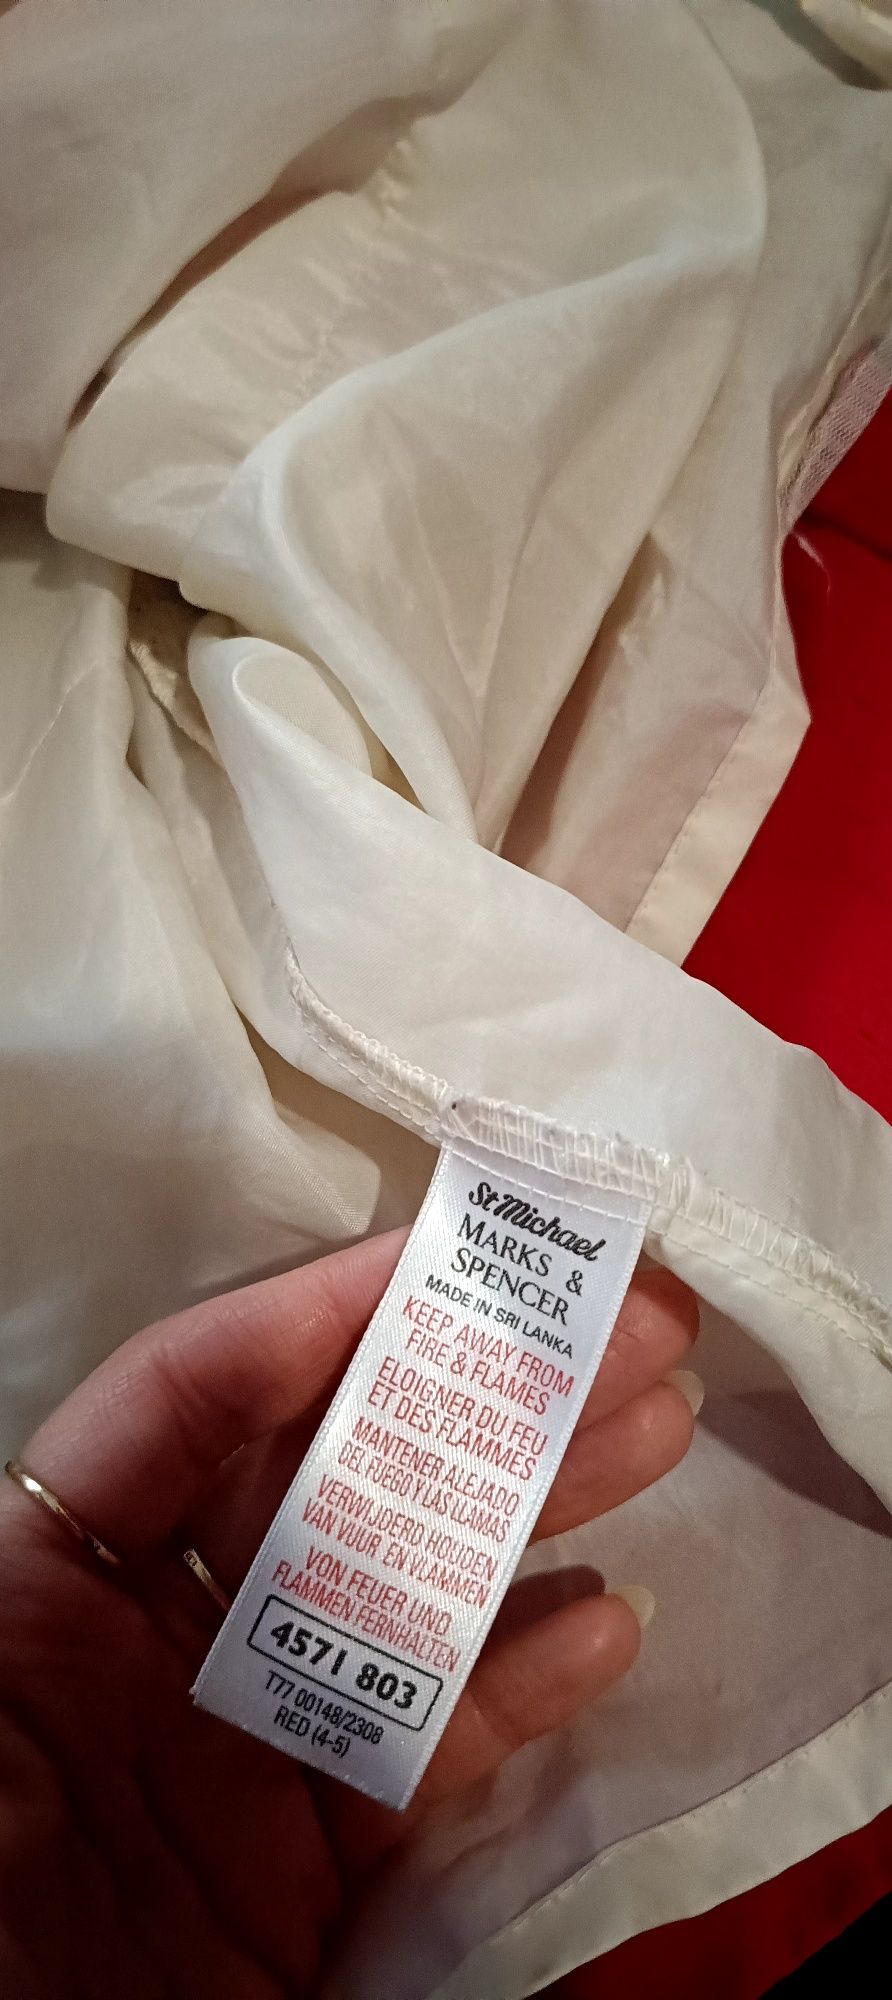 St Michael
MARKS &
SPENCER
MADE IN SRI LANKA
KEEP AWAY FROM
FIRE & FLAMES
ELOIGNER DU FEU
ET DES FLAMMES
MANTENER ALEJADO
DEL FUEGO Y LAS LLAMAS
VERWIJDERD HOUDEN
VAN VUUR EN VLAMMEN
VON FEUER UND
FLAMMEN FERNHALTEN
4571 803
T77 00148/2308
RED (4-5)